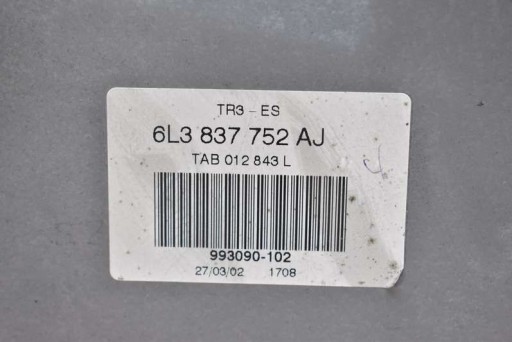 TR3 - ES
6L3 837 752 AJ
TAB 012 843 L
993090-102
27/03/02 1708